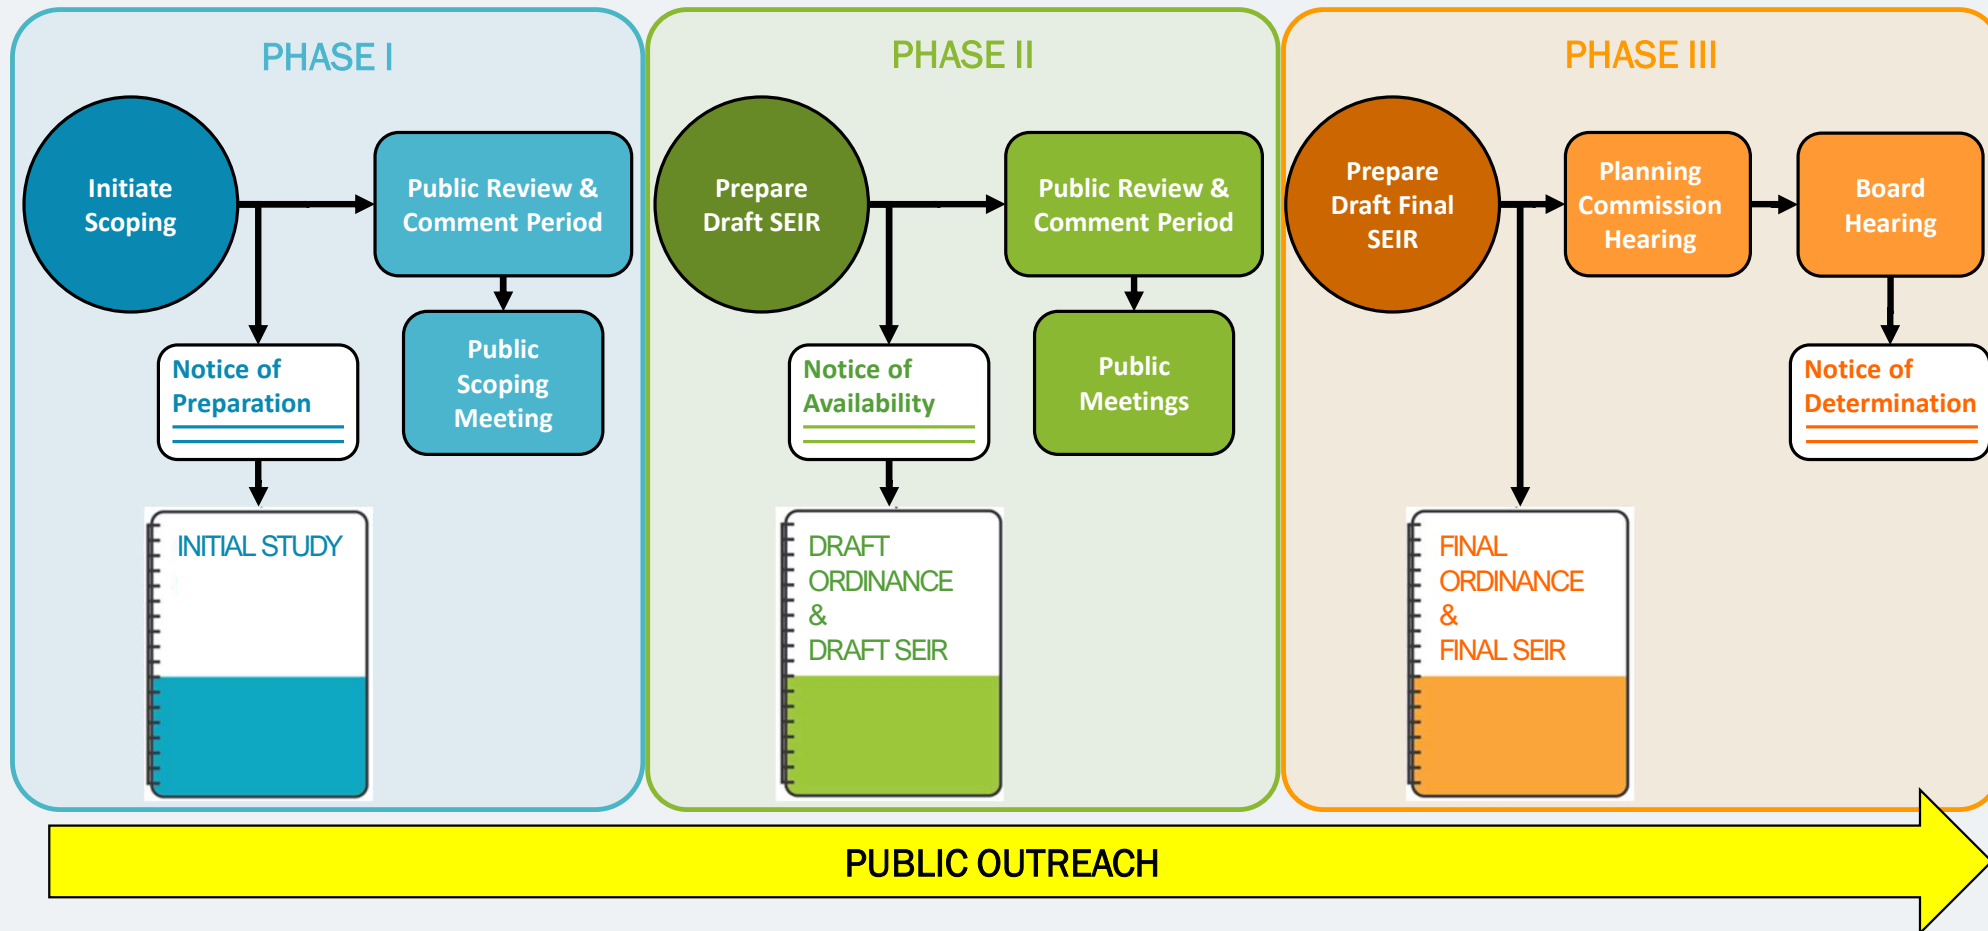 PHASE I
Initiate
Scoping
Public Review &
Comment Period
Notice of
Preparation
Public
Scoping
Meeting
INITIAL STUDY
PHASE II
Prepare
Draft SEIR
Public Review &
Comment Period
Notice of
Availability
Public
Meetings
DRAFT
ORDINANCE
&
DRAFT SEIR
PHASE III
Prepare
Draft Final
SEIR
Planning
Commission
Hearing
Board
Hearing
Notice of
Determination
FINAL
ORDINANCE
&
FINAL SEIR
PUBLIC OUTREACH